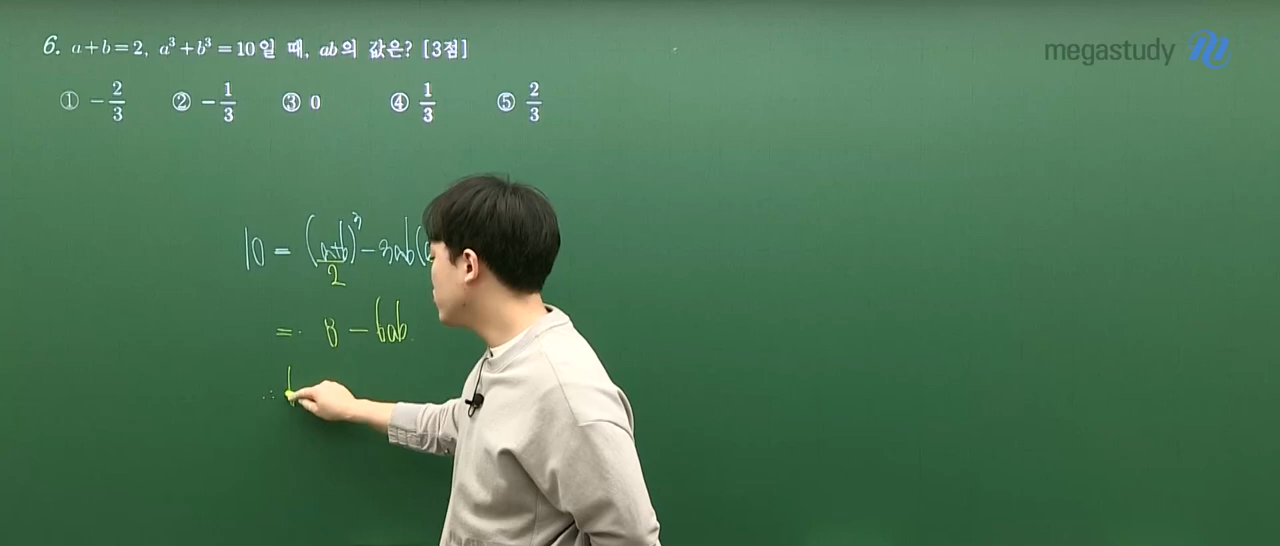 6. a+b=2, a³+b³=10일 때, ab의 값은? [3점]
① -2/3 ② -1/3 ③ 0 ④ 1/3 ⑤ 2/3
megastudy
10 = (a+b)³-3ab(
2
= 8 - 6ab
∴